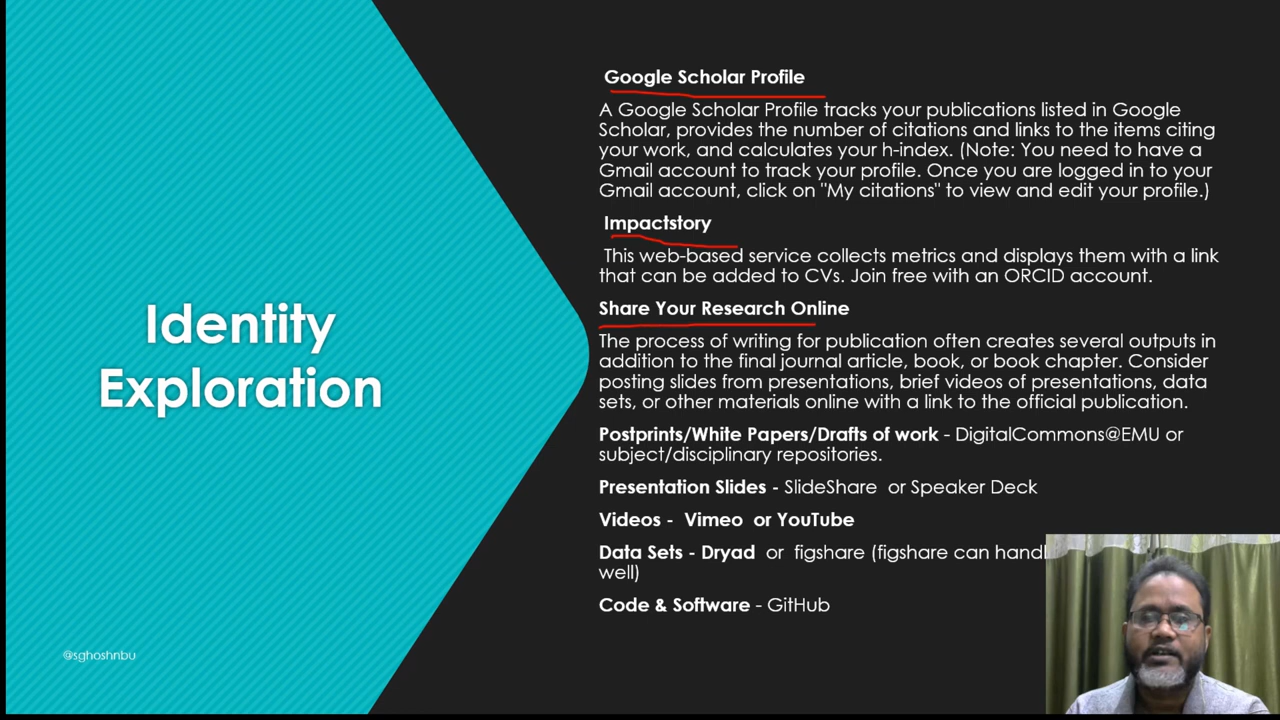 Google Scholar Profile
A Google Scholar Profile tracks your publications listed in Google
Scholar, provides the number of citations and links to the items citing
your work, and calculates your h-index. (Note: You need to have a
Gmail account to track your profile. Once you are logged in to your
Gmail account, click on "My citations" to view and edit your profile.)
Impactstory
This web-based service collects metrics and displays them with a link
that can be added to CVs. Join free with an ORCID account.
Share Your Research Online
The process of writing for publication often creates several outputs in
addition to the final journal article, book, or book chapter. Consider
posting slides from presentations, brief videos of presentations, data
sets, or other materials online with a link to the official publication.
Postprints/White Papers/Drafts of work - DigitalCommons@EMU or
subject/disciplinary repositories.
Presentation Slides - SlideShare or Speaker Deck
Videos - Vimeo or YouTube
Data Sets - Dryad or figshare (figshare can
well)
Code & Software - GitHub
Identity
Exploration
@sghoshnbu